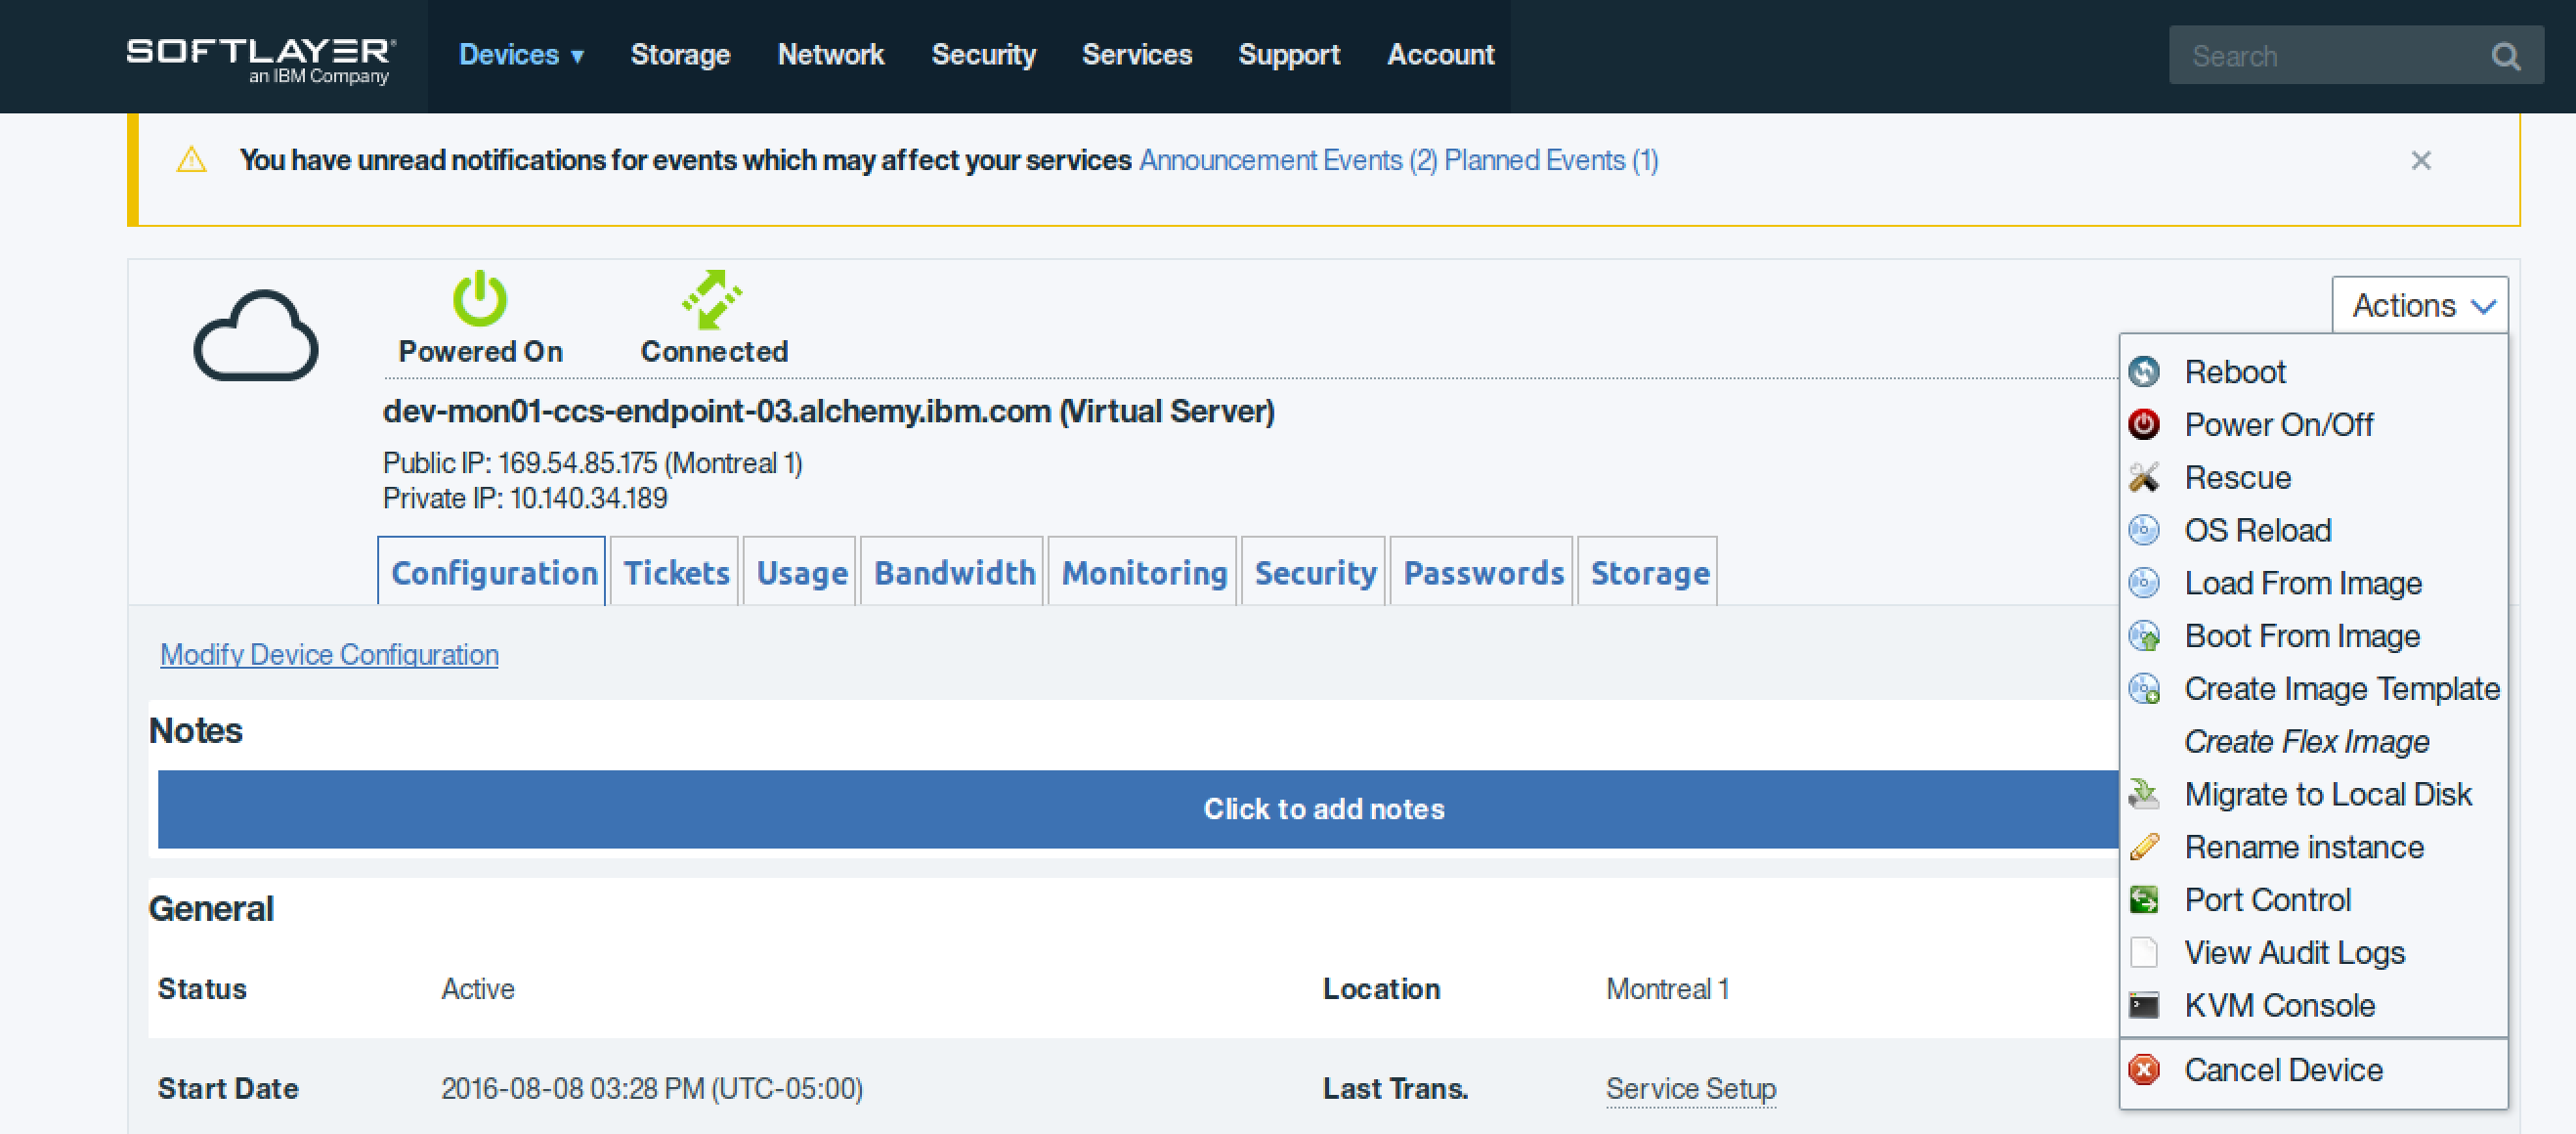 SOFTLAYER®
an IBM Company
Devices ▾ Storage Network Security Services Support Account
Search
You have unread notifications for events which may affect your services Announcement Events (2) Planned Events (1)
Actions
Powered On Connected
dev-mon01-ccs-endpoint-03.alchemy.ibm.com (Virtual Server)
Public IP: 169.54.85.175 (Montreal 1)
Private IP: 10.140.34.189
Configuration Tickets Usage Bandwidth Monitoring Security Passwords Storage
Modify Device Configuration
Notes
Click to add notes
General
Status Active Location Montreal 1
Start Date 2016-08-08 03:28 PM (UTC-05:00) Last Trans. Service Setup
Reboot
Power On/Off
Rescue
OS Reload
Load From Image
Boot From Image
Create Image Template
Create Flex Image
Migrate to Local Disk
Rename instance
Port Control
View Audit Logs
KVM Console
Cancel Device